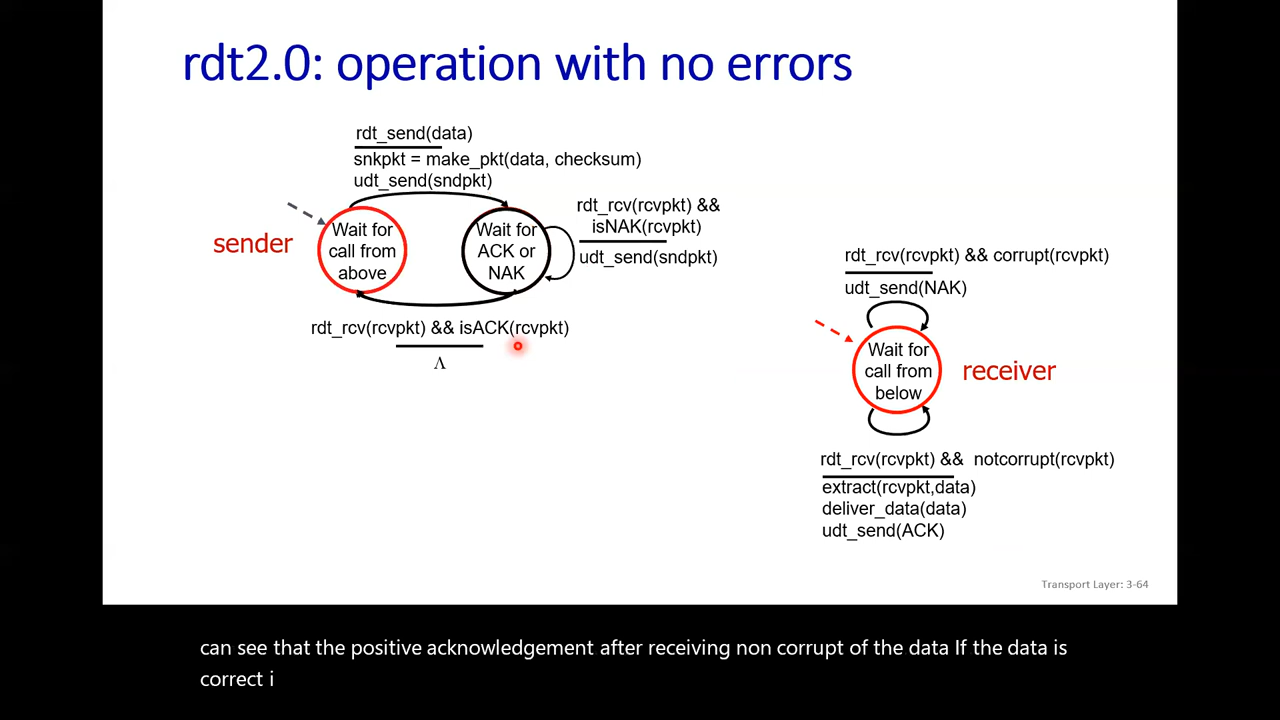 rdt2.0: operation with no errors
rdt_send(data)
snkpkt = make_pkt(data, checksum)
udt_send(sndpkt)
sender
Wait for
call from
above
Wait for
ACK or
NAK
rdt_rcv(rcvpkt) &&
isNAK(rcvpkt)
udt_send(sndpkt)
rdt_rcv(rcvpkt) && isACK(rcvpkt)
Λ
rdt_rcv(rcvpkt) && corrupt(rcvpkt)
udt_send(NAK)
Wait for
call from
below
receiver
rdt_rcv(rcvpkt) && notcorrupt(rcvpkt)
extract(rcvpkt,data)
deliver_data(data)
udt_send(ACK)
Transport Layer: 3-64
can see that the positive acknowledgement after receiving non corrupt of the data If the data is
correct i